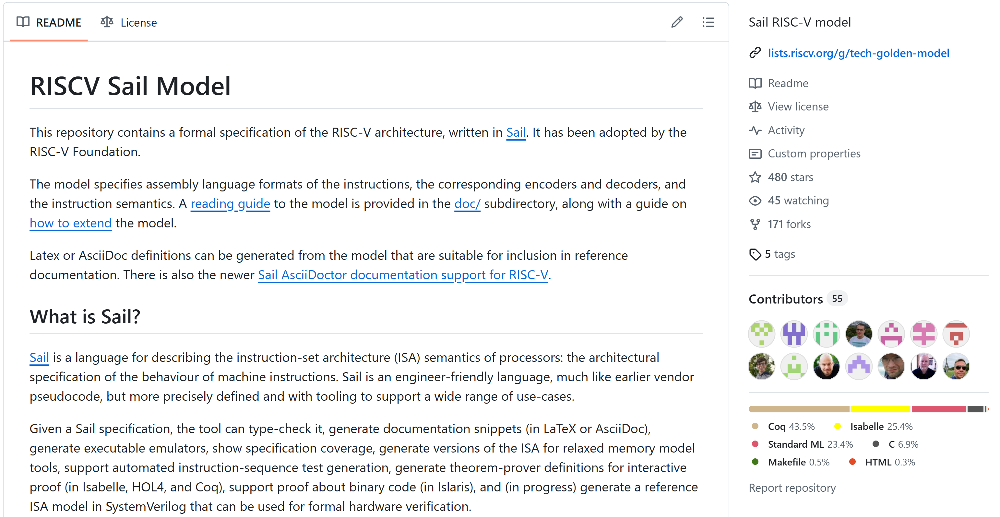 README
License
RISCV Sail Model
This repository contains a formal specification of the RISC-V architecture, written in Sail. It has been adopted by the
RISC-V Foundation.
The model specifies assembly language formats of the instructions, the corresponding encoders and decoders, and
the instruction semantics. A reading guide to the model is provided in the doc/ subdirectory, along with a guide on
how to extend the model.
Latex or AsciiDoc definitions can be generated from the model that are suitable for inclusion in reference
documentation. There is also the newer Sail AsciiDoctor documentation support for RISC-V.
What is Sail?
Sail is a language for describing the instruction-set architecture (ISA) semantics of processors: the architectural
specification of the behaviour of machine instructions. Sail is an engineer-friendly language, much like earlier vendor
pseudocode, but more precisely defined and with tooling to support a wide range of use-cases.
Given a Sail specification, the tool can type-check it, generate documentation snippets (in LaTeX or AsciiDoc),
generate executable emulators, show specification coverage, generate versions of the ISA for relaxed memory model
tools, support automated instruction-sequence test generation, generate theorem-prover definitions for interactive
proof (in Isabelle, HOL4, and Coq), support proof about binary code (in Islaris), and (in progress) generate a reference
ISA model in SystemVerilog that can be used for formal hardware verification.
Sail RISC-V model
lists.riscv.org/g/tech-golden-model
Readme
View license
Activity
Custom properties
480 stars
45 watching
171 forks
5 tags
Contributors 55
Coq 43.5% Isabelle 25.4%
Standard ML 23.4% C 6.9%
Makefile 0.5% HTML 0.3%
Report repository